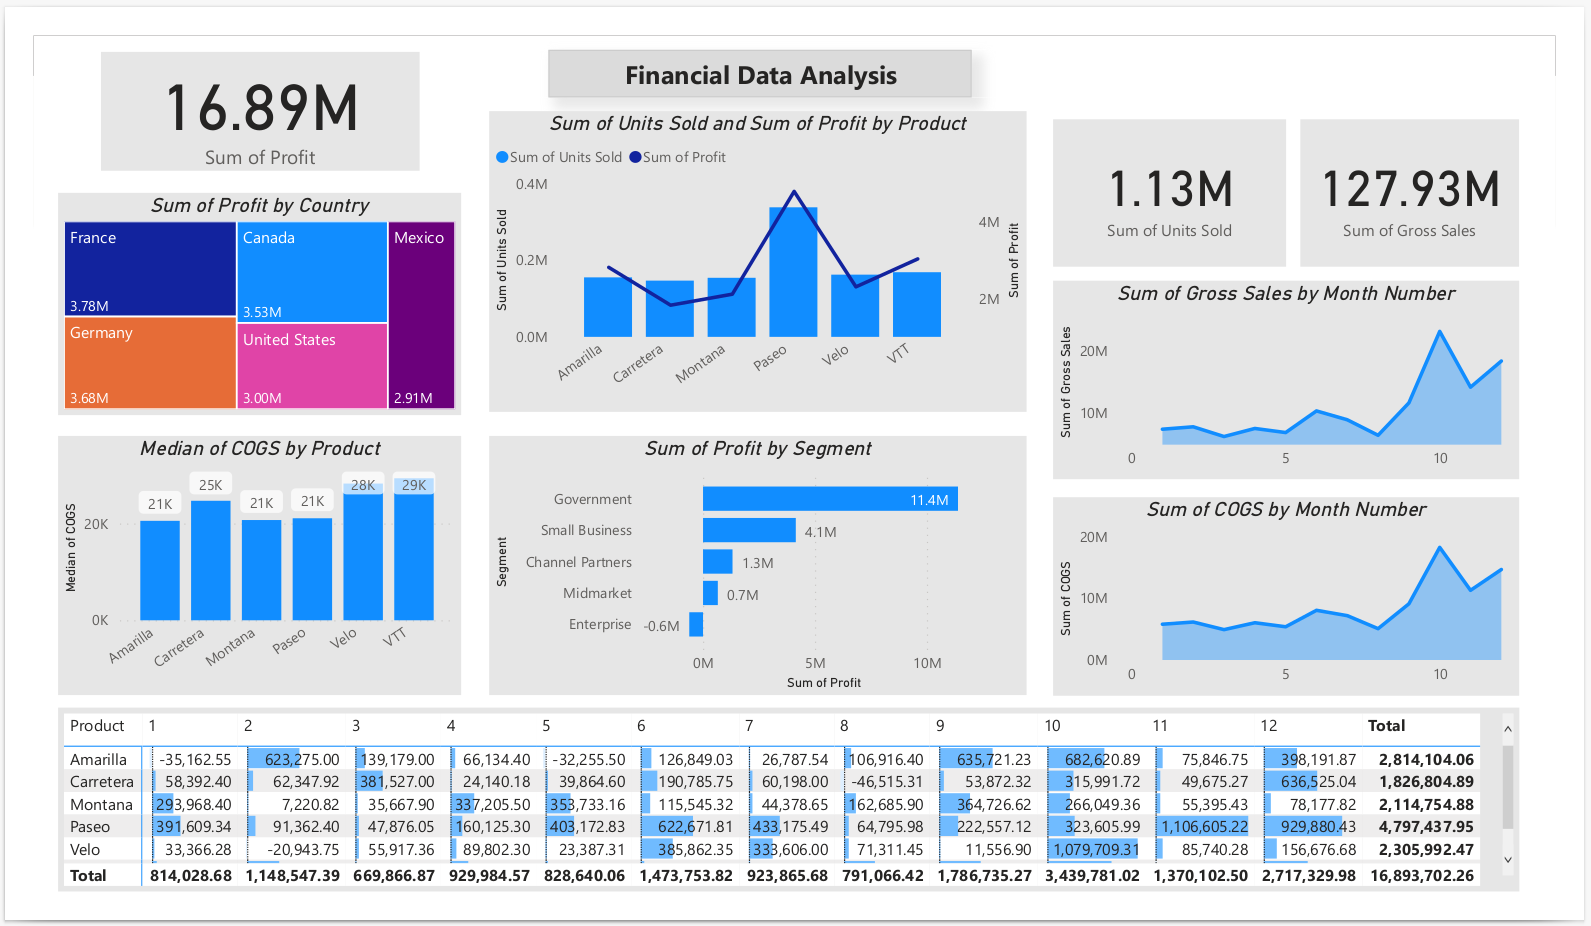 16.89M
Sum of Profit
Financial Data Analysis
Sum of Profit by Country
France
3.78M
Germany
3.68M
Canada
3.53M
United States
3.00M
Mexico
2.91M
Sum of Units Sold and Sum of Profit by Product
Sum of Units Sold Sum of Profit
Sum of Units Sold
0.4M
0.2M
0.0M
4M
2M
Sum of Profit
Amarilla Carretera Montana Paseo Velo VTT
1.13M
Sum of Units Sold
127.93M
Sum of Gross Sales
Sum of Gross Sales by Month Number
Sum of Gross Sales
20M
10M
0 5 10
Median of COGS by Product
Median of COGS
20K
0K
21K 25K 21K 21K 28K 29K
Amarilla Carretera Montana Paseo Velo VTT
Sum of Profit by Segment
Segment
Government 11.4M
Small Business 4.1M
Channel Partners 1.3M
Midmarket 0.7M
Enterprise -0.6M
0M 5M 10M
Sum of Profit
Sum of COGS by Month Number
Sum of COGS
20M
10M
0M
0 5 10
Product 1 2 3 4 5 6 7 8 9 10 11 12 Total
Amarilla -35,162.55 623,275.00 139,179.00 66,134.40 -32,255.50 126,849.03 26,787.54 106,916.40 635,721.23 682,620.89 75,846.75 398,191.87 2,814,104.06
Carretera 58,392.40 62,347.92 381,527.00 24,140.18 39,864.60 190,785.75 60,198.00 -46,515.31 53,872.32 315,991.72 49,675.27 636,525.04 1,826,804.89
Montana 293,968.40 7,220.82 35,667.90 337,205.50 353,733.16 115,545.32 44,378.65 162,685.90 364,726.62 266,049.36 55,395.43 78,177.82 2,114,754.88
Paseo 391,609.34 91,362.40 47,876.05 160,125.30 403,172.83 622,671.81 433,175.49 64,795.98 222,557.12 323,605.99 1,106,605.22 929,880.43 4,797,437.95
Velo 33,366.28 -20,943.75 55,917.36 89,802.30 23,387.31 385,862.35 333,606.00 71,311.45 11,556.90 1,079,709.31 85,740.28 156,676.68 2,305,992.47
Total 814,028.68 1,148,547.39 669,866.87 929,984.57 828,640.06 1,473,753.82 923,865.68 791,066.42 1,786,735.27 3,439,781.02 1,370,102.50 2,717,329.98 16,893,702.26